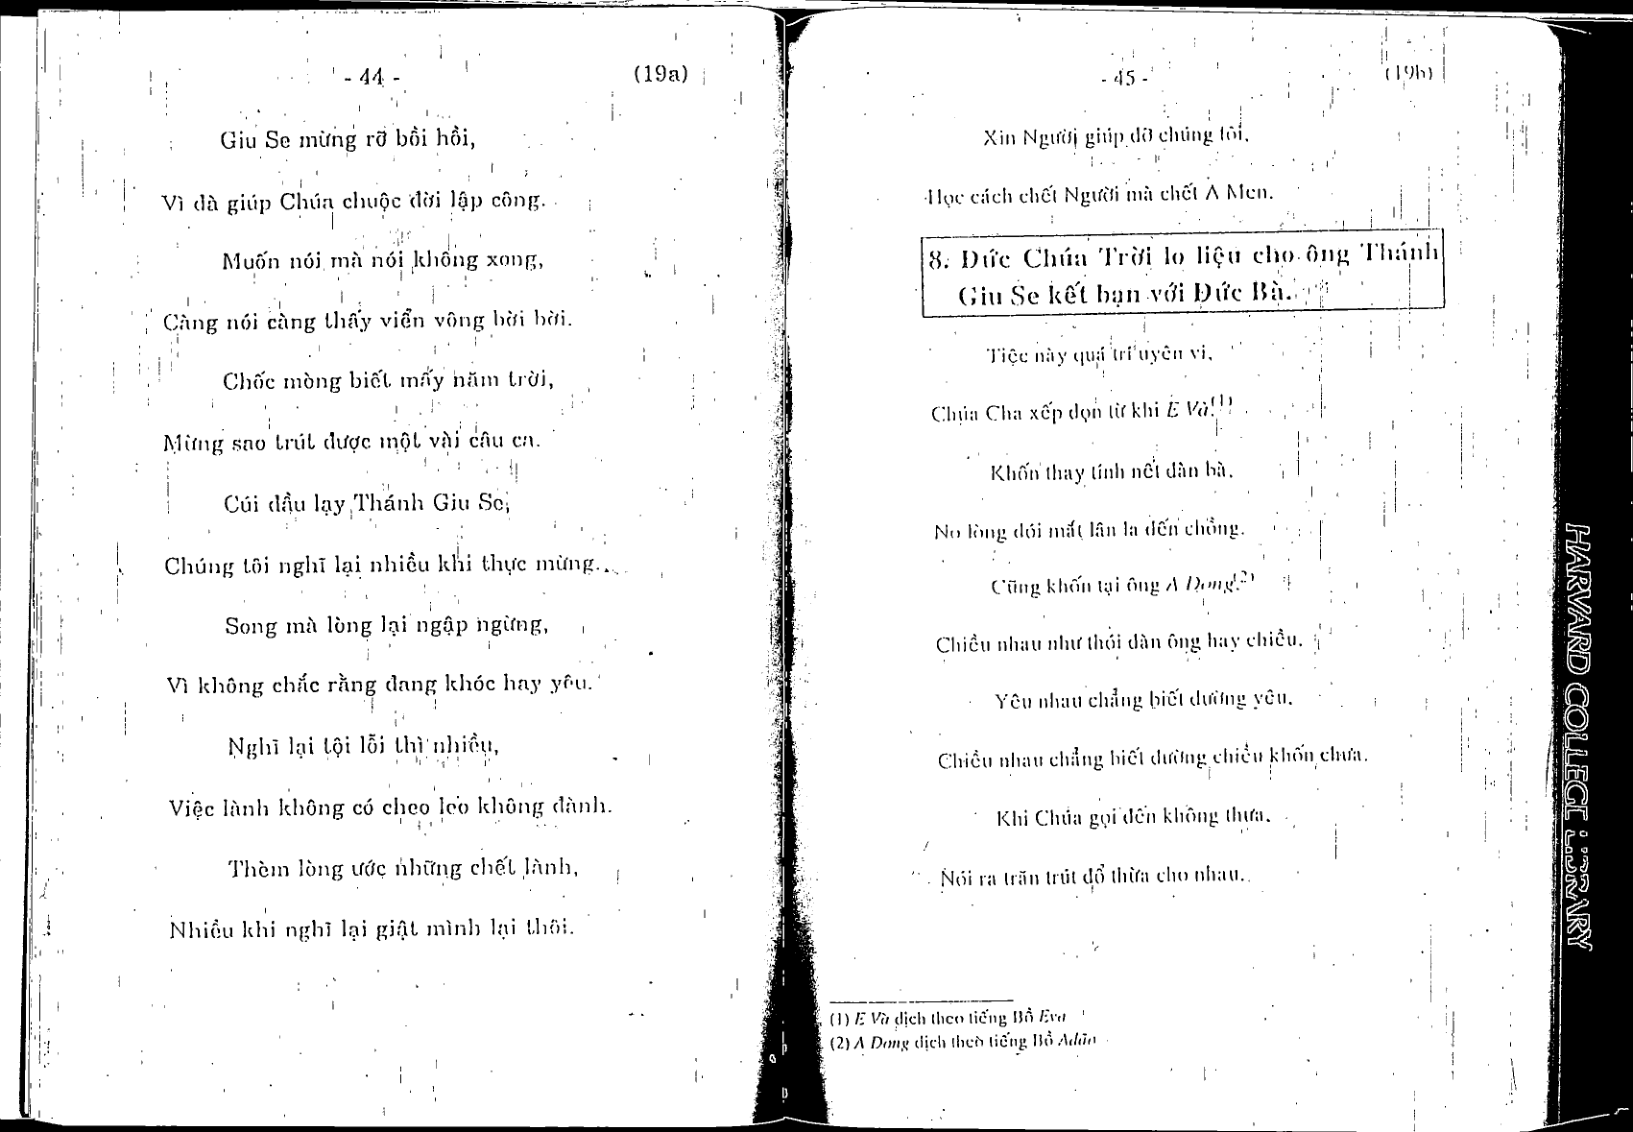 - 44 -
(19a)
Giu Se mừng rỡ bồi hồi,
Vì đã giúp Chúa chuộc đời lập công.
Muốn nói mà nói không xong,
Càng nói càng thấy viển vông bời bời.
Chốc mòng biết mấy năm trời,
Mừng sao trút được một vài câu ca.
Cúi đầu lạy Thánh Giu Se,
Chúng tôi nghĩ lại nhiều khi thực mừng.
Song mà lòng lại ngập ngừng,
Vì không chắc rằng đang khóc hay yêu.
Nghĩ lại tội lỗi thì nhiều,
Việc lành không có cheo leo không đành.
Thèm lòng ước những chết lành,
Nhiều khi nghĩ lại giật mình lại thôi.
- 45 -
(19b)
Xin Người giúp đỡ chúng tôi,
Học cách chết Người mà chết A Men.
8. Đức Chúa Trời lo liệu cho ông Thánh
Giu Se kết bạn với Đức Bà.
Tiệc này quá trí uyên vi,
Chúa Cha xếp dọn từ khi E Và.(1)
Khốn thay tính nết đàn bà,
No lòng đói mắt lân la đến chồng.
Cũng khốn tại ông A Dong.(2)
Chiều nhau như thói đàn ông hay chiều.
Yêu nhau chẳng biết đường yêu,
Chiều nhau chẳng biết đường chiều khốn chưa.
Khi Chúa gọi đến không thưa,
Nói ra trăn trút đổ thừa cho nhau.
(1) E Và dịch theo tiếng Bồ Eva
(2) A Dong dịch theo tiếng Bồ Adão
HARVARD COLLEGE LIBRARY